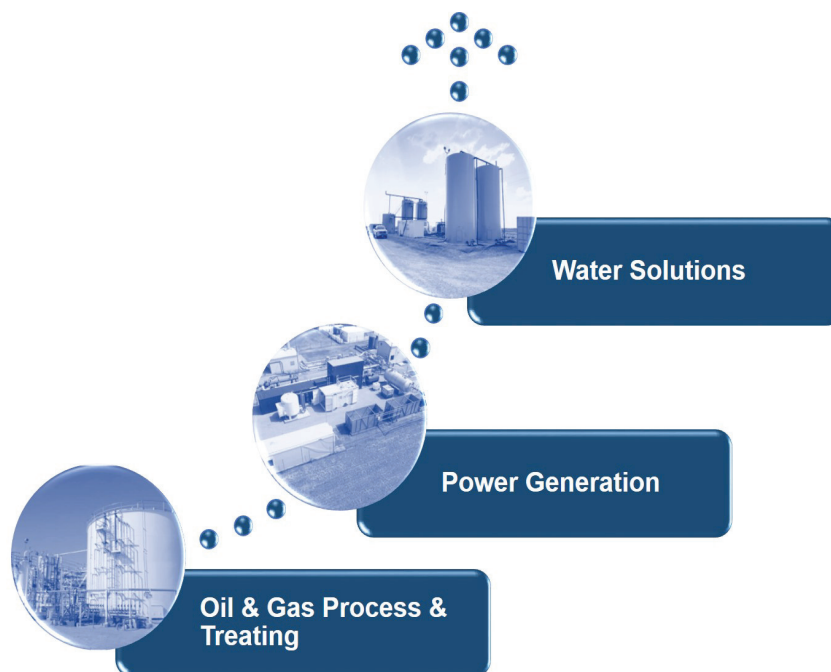 Water Solutions
Power Generation
Oil & Gas Process &
Treating